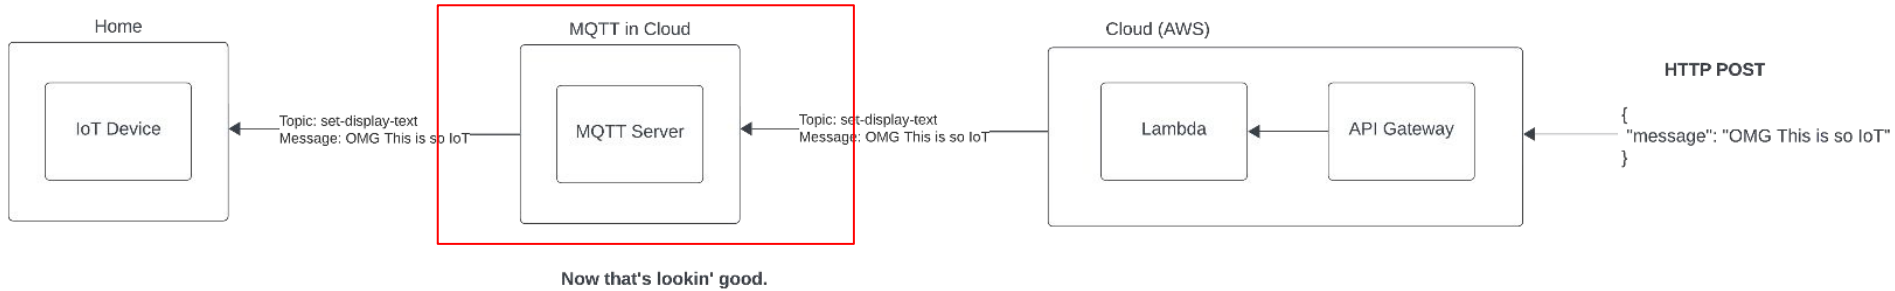 Home
IoT Device
Topic: set-display-text
Message: OMG This is so IoT
MQTT in Cloud
MQTT Server
Topic: set-display-text
Message: OMG This is so IoT
Cloud (AWS)
Lambda
API Gateway
HTTP POST
{
"message": "OMG This is so IoT"
}
Now that's lookin' good.